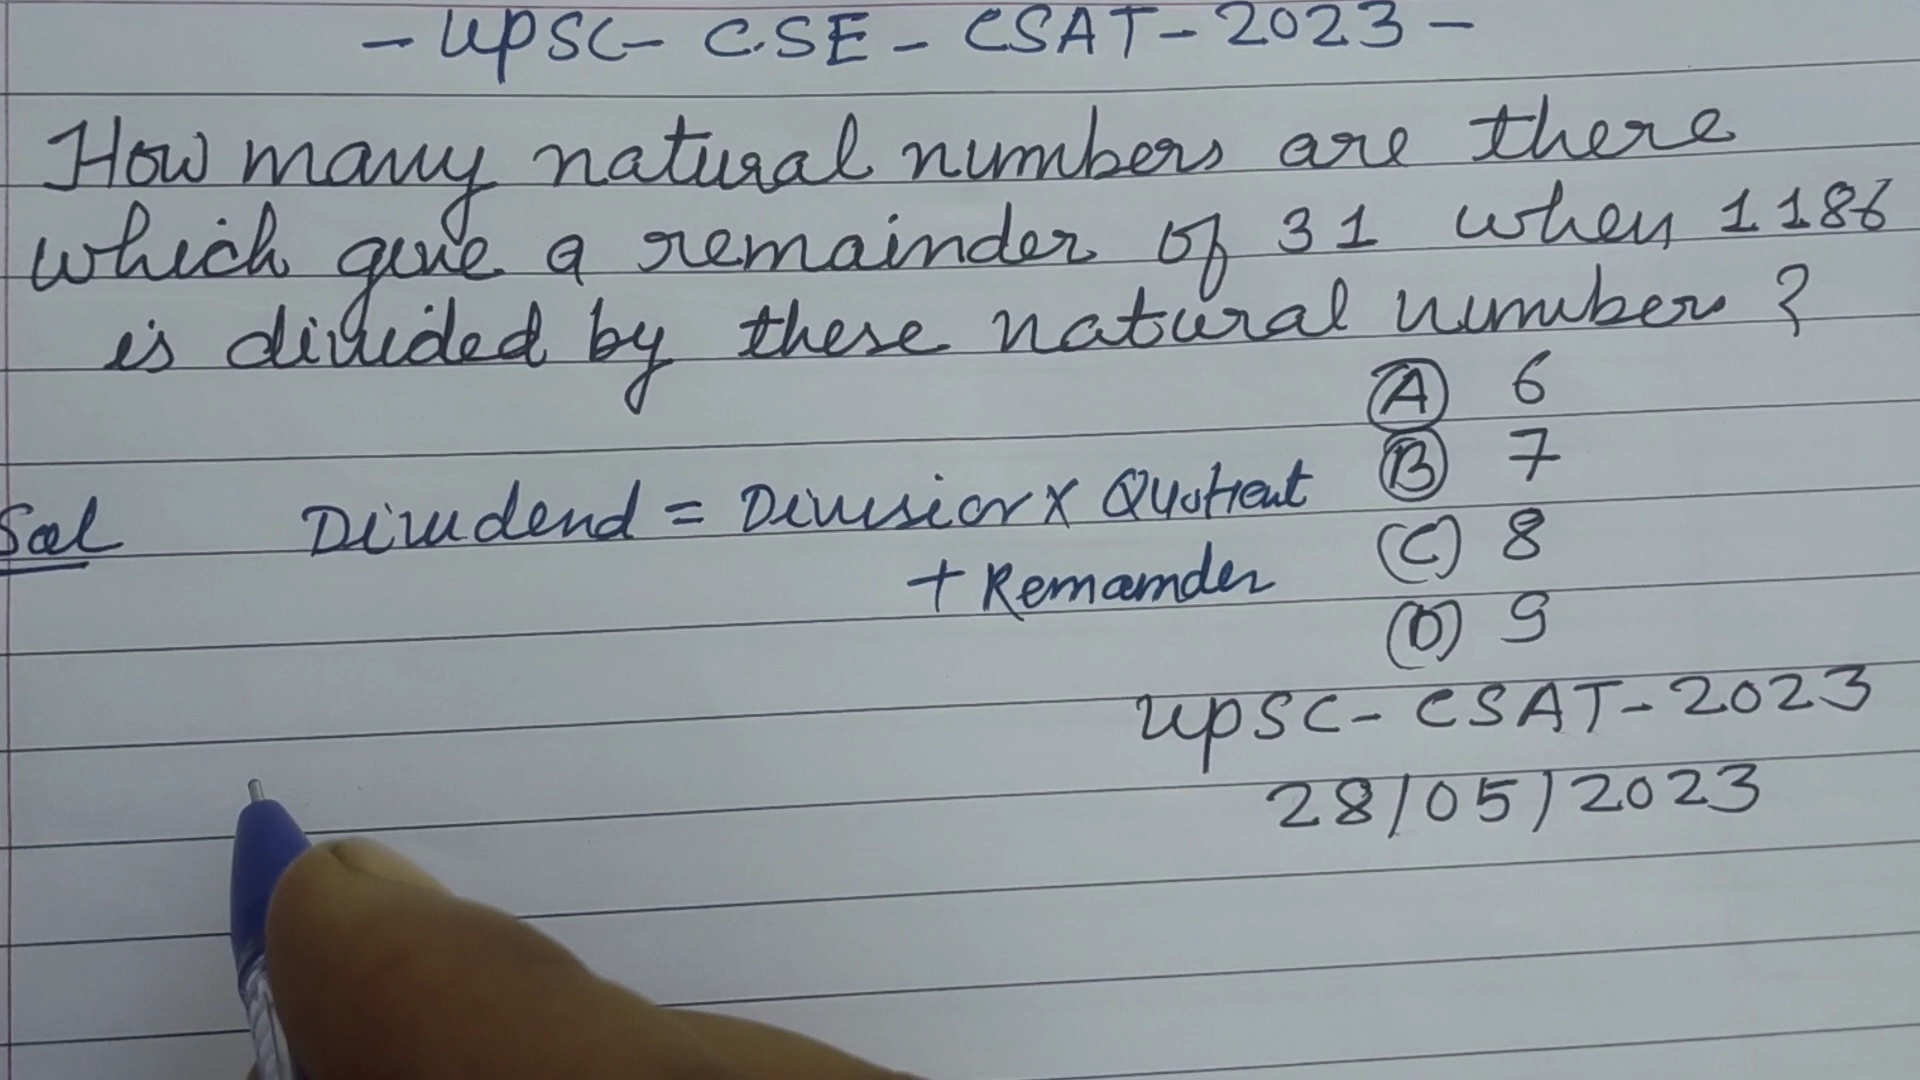 - UPSC - C.SE - CSAT - 2023 -
How many natural numbers are there
which give a remainder of 31 when 1186
is divided by these natural numbers ?
(A) 6
(B) 7
Sol Dividend = Division x Quotient
(C) 8
+ Remainder
(D) 9
UPSC - CSAT - 2023
28/05/2023